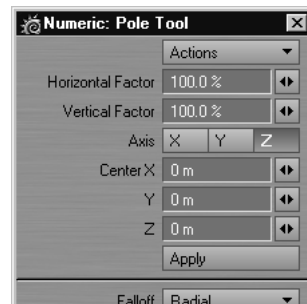 Numeric: Pole Tool
Actions
Horizontal Factor 100.0 %
Vertical Factor 100.0 %
Axis X Y Z
Center X 0 m
Y 0 m
Z 0 m
Apply
Falloff Radial